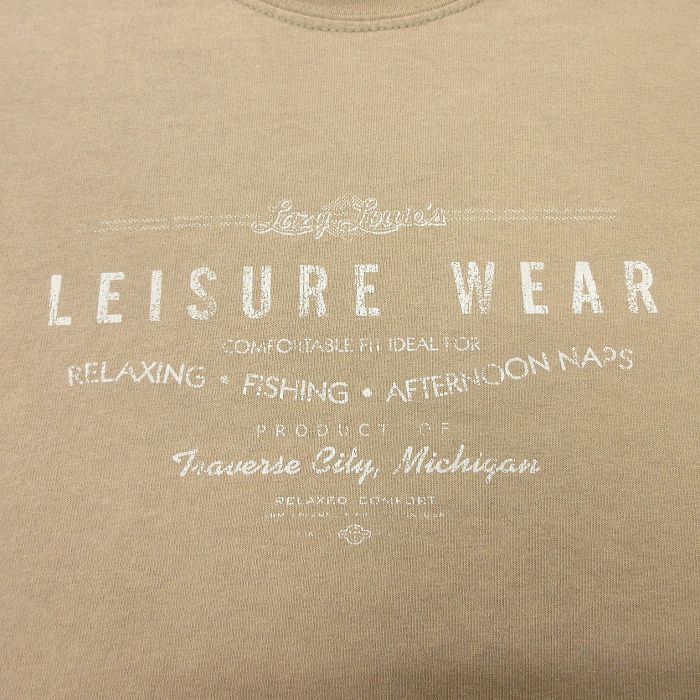 Lazy Louie's
LEISURE WEAR
COMFORTABLE FIT IDEAL FOR
RELAXING • FISHING • AFTERNOON NAPS
PRODUCT OF
Traverse City, Michigan
RELAXED COMFORT